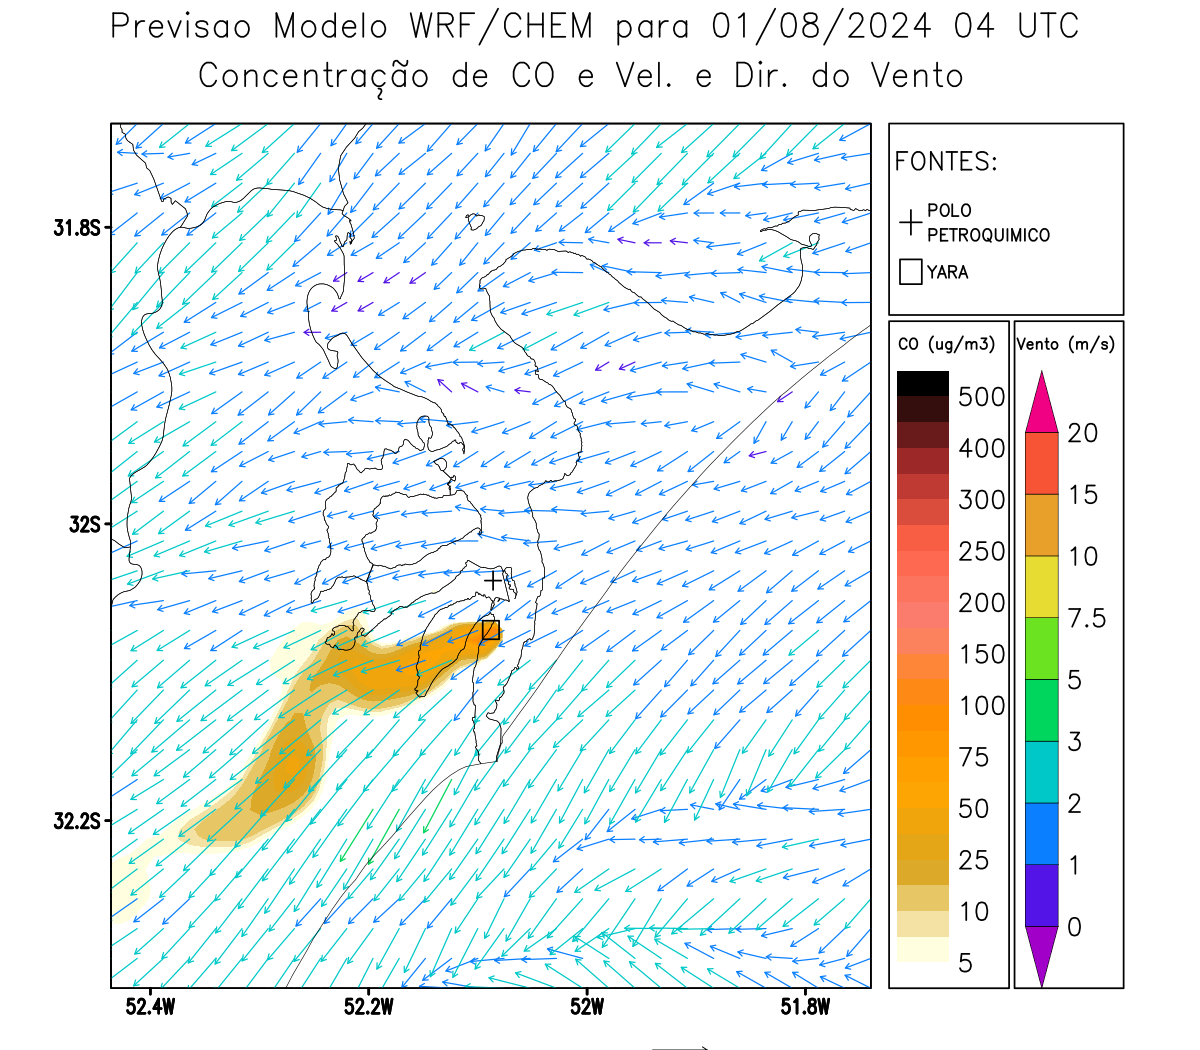 Previsao Modelo WRF/CHEM para 01/08/2024 04 UTC
Concentração de CO e Vel. e Dir. do Vento
FONTES:
POLO
PETROQUIMICO
YARA
31.8S
32S
32.2S
52.4W
52.2W
52W
51.8W
CO (ug/m3)
500
400
300
250
200
150
100
75
50
25
10
5
Vento (m/s)
20
15
10
7.5
5
3
2
1
0